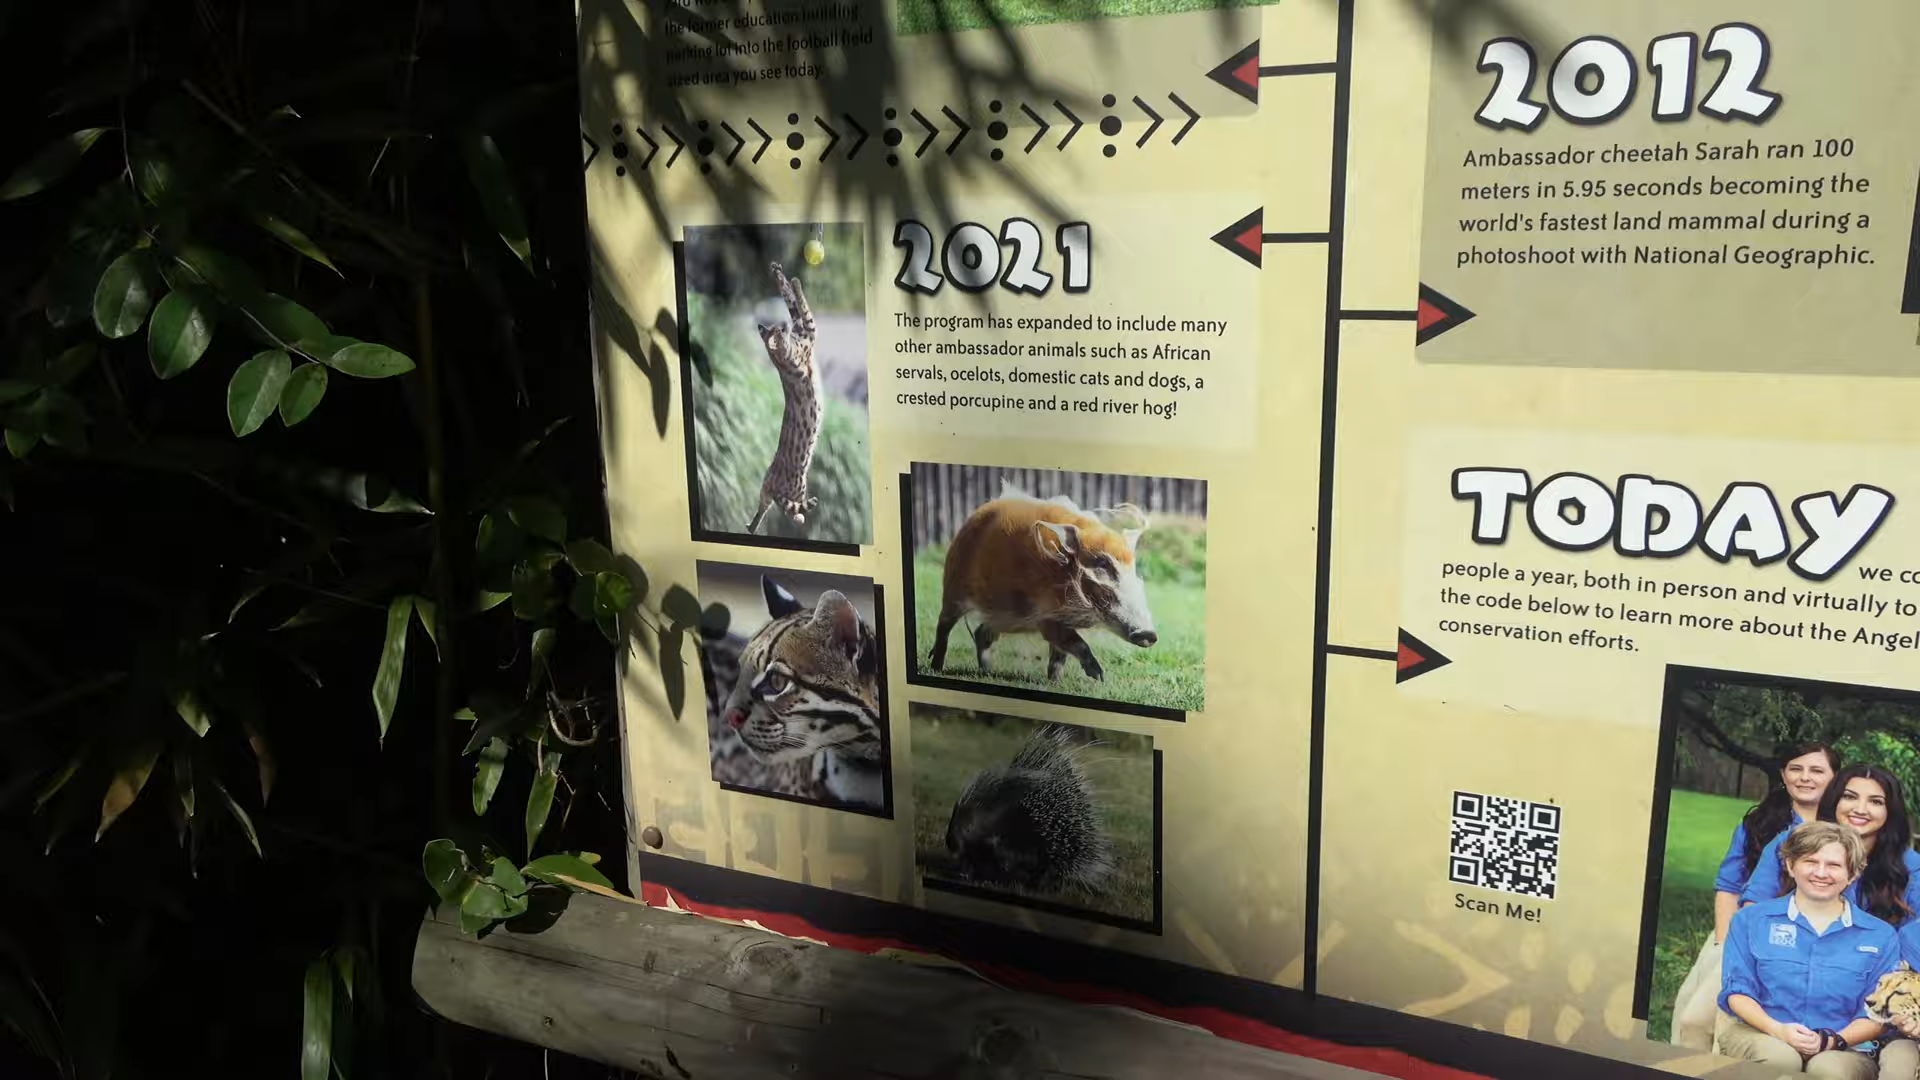 the former education building
parking lot into the football field
sized area you see today.
2021
The program has expanded to include many
other ambassador animals such as African
servals, ocelots, domestic cats and dogs, a
crested porcupine and a red river hog!
2012
Ambassador cheetah Sarah ran 100
meters in 5.95 seconds becoming the
world's fastest land mammal during a
photoshoot with National Geographic.
TODAY we
people a year, both in person and virtually to
the code below to learn more about the Angel
conservation efforts.
Scan Me!